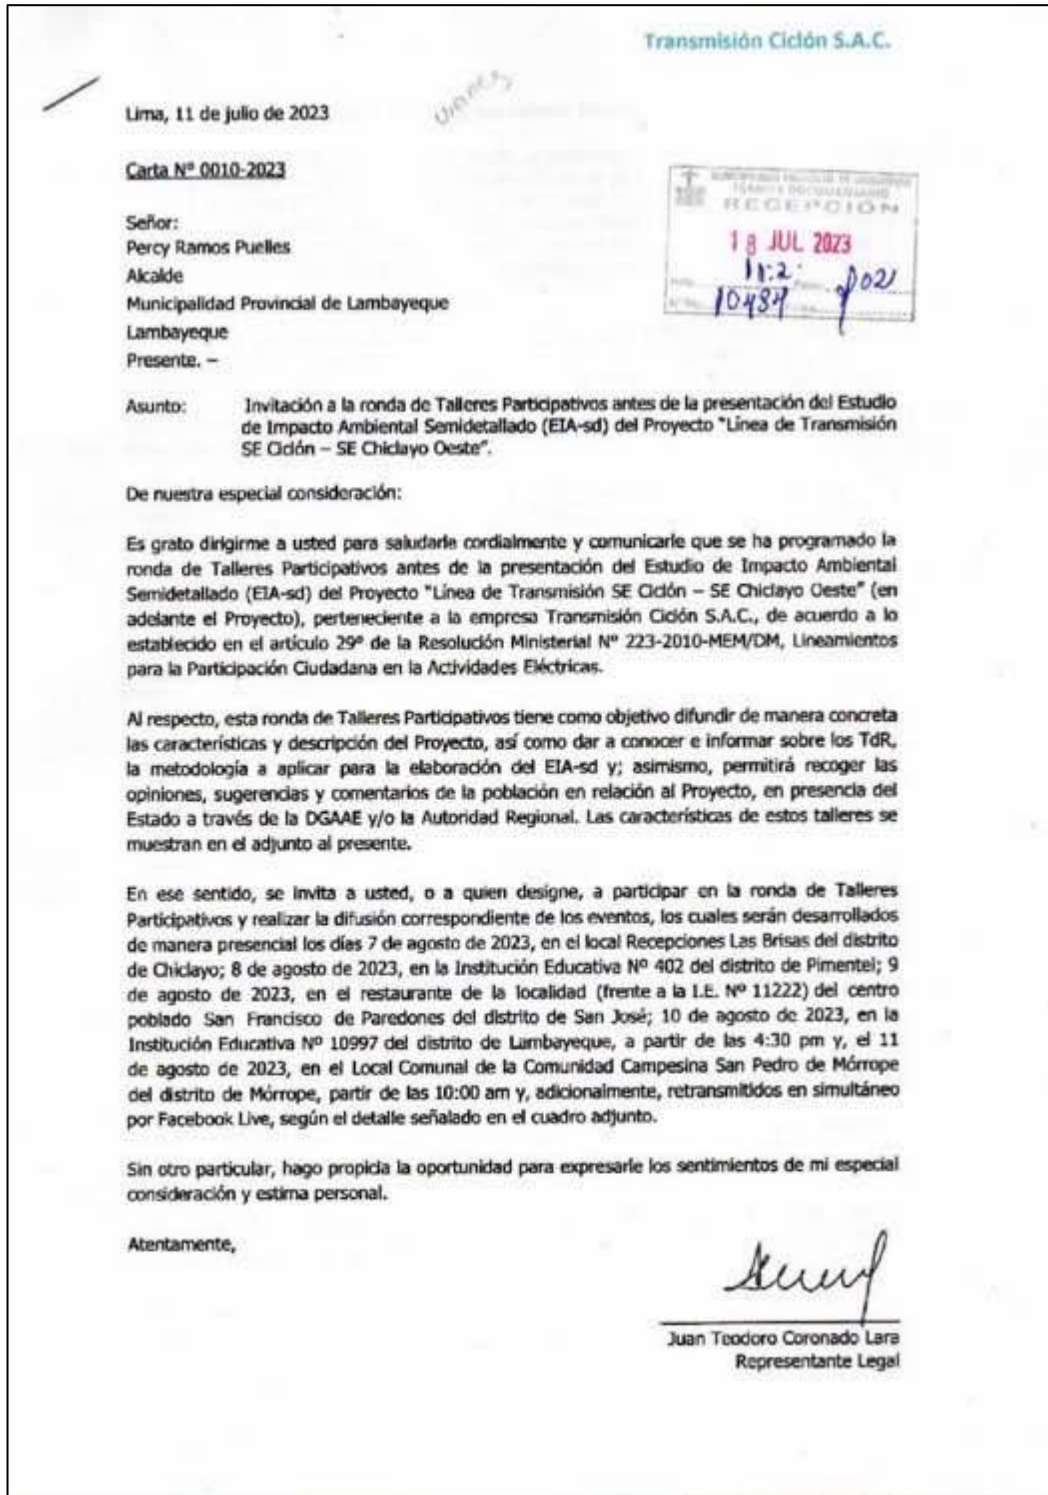 Transmisión Ciclón S.A.C.
Lima, 11 de julio de 2023
Carta Nº 0010-2023
RECEPCIÓN
18 JUL 2023
10484
Señor:
Percy Ramos Puelles
Alcalde
Municipalidad Provincial de Lambayeque
Lambayeque
Presente. –
Asunto: Invitación a la ronda de Talleres Participativos antes de la presentación del Estudio
de Impacto Ambiental Semidetallado (EIA-sd) del Proyecto "Línea de Transmisión
SE Ciclón – SE Chiclayo Oeste".
De nuestra especial consideración:
Es grato dirigirme a usted para saludarle cordialmente y comunicarle que se ha programado la
ronda de Talleres Participativos antes de la presentación del Estudio de Impacto Ambiental
Semidetallado (EIA-sd) del Proyecto "Línea de Transmisión SE Ciclón – SE Chiclayo Oeste" (en
adelante el Proyecto), perteneciente a la empresa Transmisión Ciclón S.A.C., de acuerdo a lo
establecido en el artículo 29º de la Resolución Ministerial Nº 223-2010-MEM/DM, Lineamientos
para la Participación Ciudadana en la Actividades Eléctricas.
Al respecto, esta ronda de Talleres Participativos tiene como objetivo difundir de manera concreta
las características y descripción del Proyecto, así como dar a conocer e informar sobre los TdR,
la metodología a aplicar para la elaboración del EIA-sd y; asimismo, permitirá recoger las
opiniones, sugerencias y comentarios de la población en relación al Proyecto, en presencia del
Estado a través de la DGAAE y/o la Autoridad Regional. Las características de estos talleres se
muestran en el adjunto al presente.
En ese sentido, se invita a usted, o a quien designe, a participar en la ronda de Talleres
Participativos y realizar la difusión correspondiente de los eventos, los cuales serán desarrollados
de manera presencial los días 7 de agosto de 2023, en el local Recepciones Las Brisas del distrito
de Chiclayo; 8 de agosto de 2023, en la Institución Educativa Nº 402 del distrito de Pimentel; 9
de agosto de 2023, en el restaurante de la localidad (frente a la I.E. Nº 11222) del centro
poblado San Francisco de Paredones del distrito de San José; 10 de agosto de 2023, en la
Institución Educativa Nº 10997 del distrito de Lambayeque, a partir de las 4:30 pm y, el 11
de agosto de 2023, en el Local Comunal de la Comunidad Campesina San Pedro de Mórrope
del distrito de Mórrope, partir de las 10:00 am y, adicionalmente, retransmitidos en simultáneo
por Facebook Live, según el detalle señalado en el cuadro adjunto.
Sin otro particular, hago propicia la oportunidad para expresarle los sentimientos de mi especial
consideración y estima personal.
Atentamente,
Juan Teodoro Coronado Lara
Representante Legal